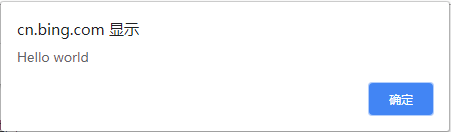 cn.bing.com 显示
Hello world
确定